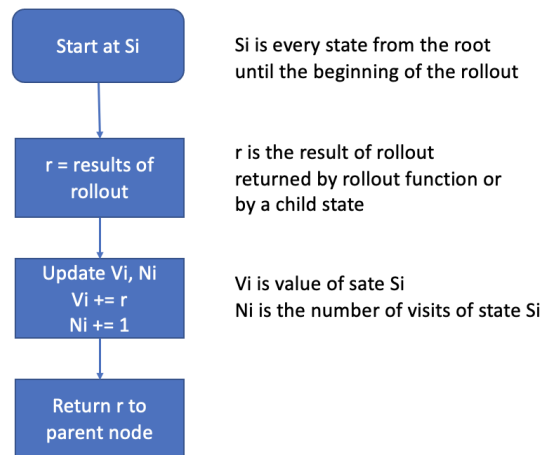 Start at Si
Si is every state from the root
until the beginning of the rollout
r = results of
rollout
r is the result of rollout
returned by rollout function or
by a child state
Update Vi, Ni
Vi += r
Ni += 1
Vi is value of sate Si
Ni is the number of visits of state Si
Return r to
parent node